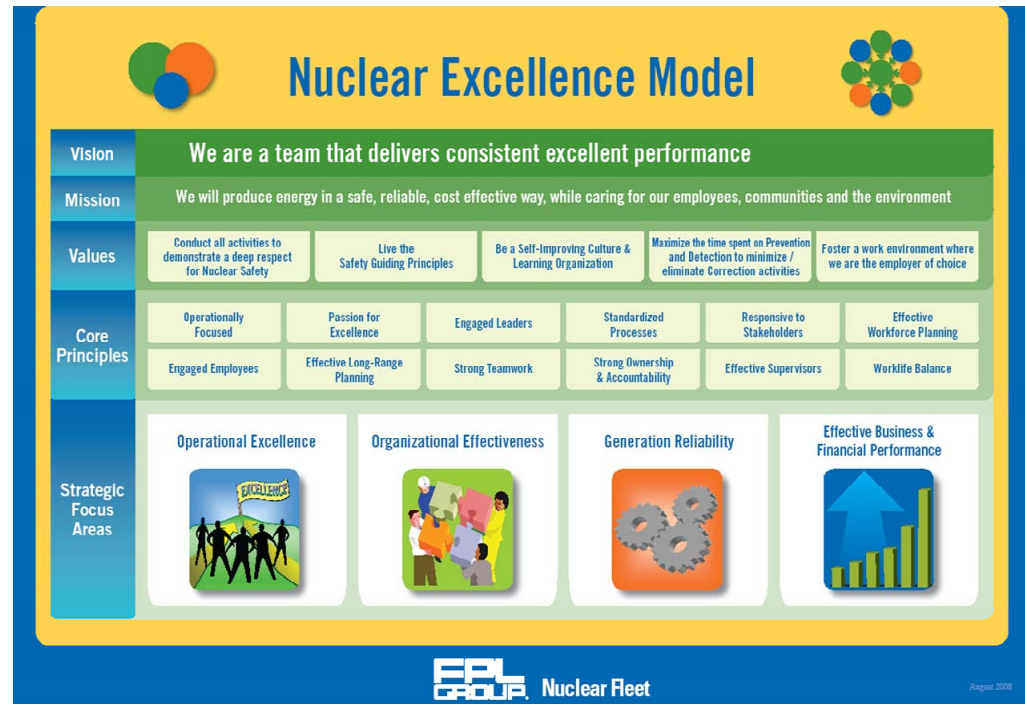 Nuclear Excellence Model
Vision
We are a team that delivers consistent excellent performance
Mission
We will produce energy in a safe, reliable, cost effective way, while caring for our employees, communities and the environment
Values
Conduct all activities to
demonstrate a deep respect
for Nuclear Safety
Live the
Safety Guiding Principles
Be a Self-Improving Culture &
Learning Organization
Maximize the time spent on Prevention
and Detection to minimize /
eliminate Correction activities
Foster a work environment where
we are the employer of choice
Core
Principles
Operationally
Focused
Passion for
Excellence
Engaged Leaders
Standardized
Processes
Responsive to
Stakeholders
Effective
Workforce Planning
Engaged Employees
Effective Long-Range
Planning
Strong Teamwork
Strong Ownership
& Accountability
Effective Supervisors
Worklife Balance
Strategic
Focus
Areas
Operational Excellence
EXCELLENCE
Organizational Effectiveness
Generation Reliability
Effective Business &
Financial Performance
FPL
GROUP.
Nuclear Fleet
August 2008